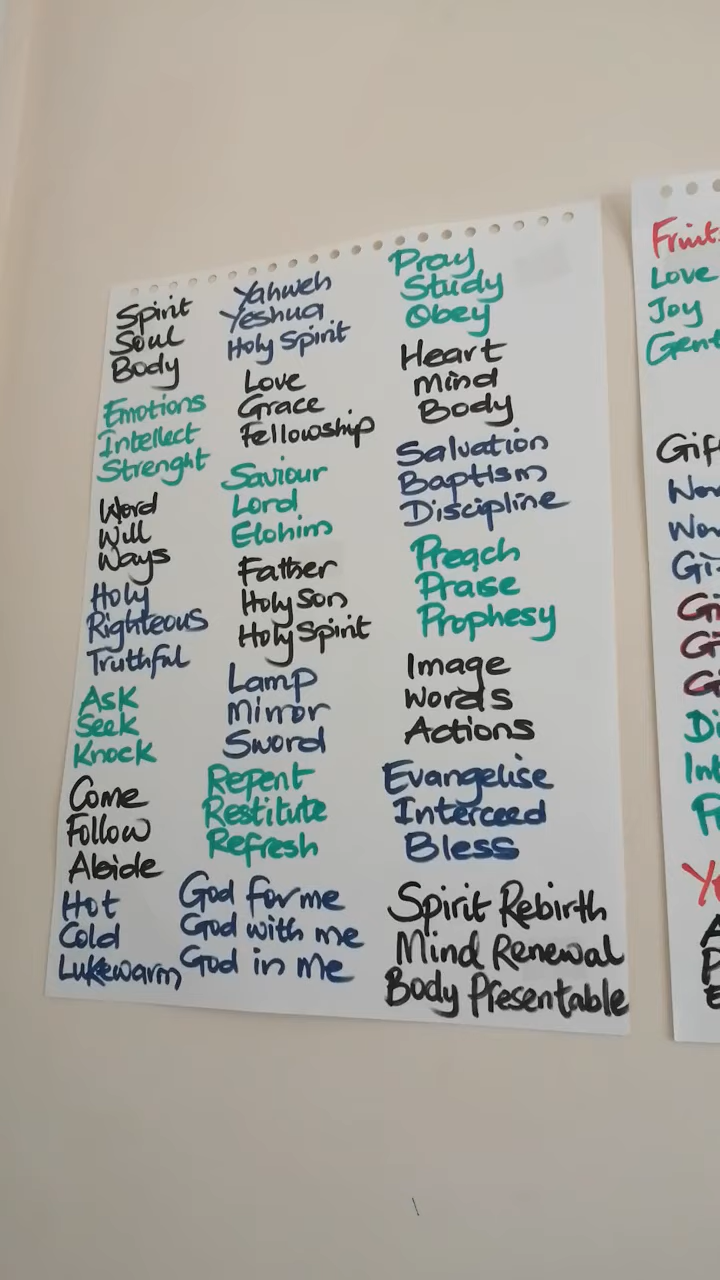 Spirit
Soul
Body
Emotions
Intellect
Strenght
Word
Will
Ways
Holy
Righteous
Truthful
Ask
Seek
Knock
Come
Follow
Abide
Hot
Cold
Lukewarm
Yahweh
Yeshua
Holy Spirit
Love
Grace
Fellowship
Saviour
Lord
Elohim
Father
Holy Son
Holy Spirit
Lamp
Mirror
Sword
Repent
Restitute
Refresh
God for me
God with me
God in me
Pray
Study
Obey
Heart
Mind
Body
Salvation
Baptism
Discipline
Preach
Praise
Prophesy
Image
Words
Actions
Evangelise
Interceed
Bless
Spirit Rebirth
Mind Renewal
Body Presentable
Love
Joy